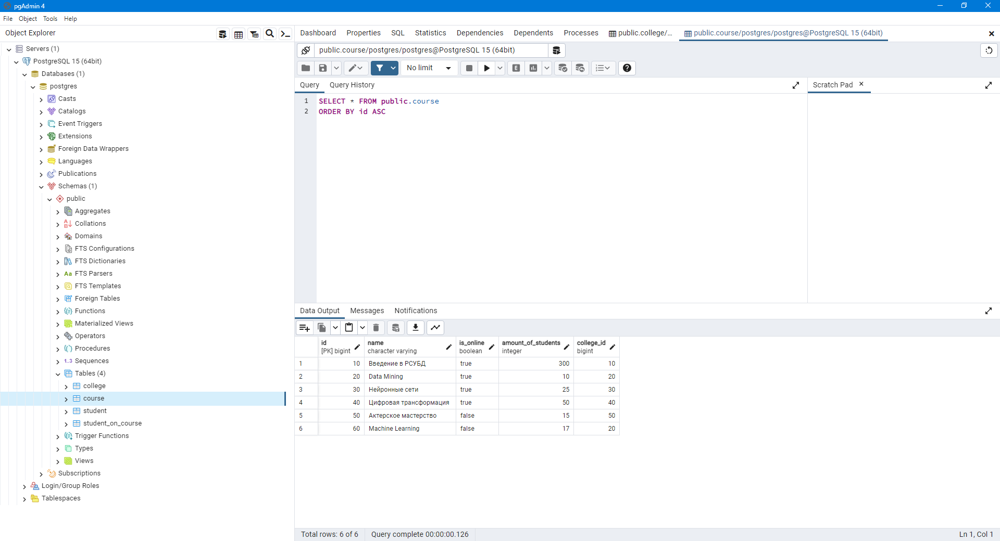 pgAdmin 4
File Object Tools Help
Object Explorer
Dashboard Properties SQL Statistics Dependencies Dependents Processes public.college/... public.course/postgres/postgres@PostgreSQL 15 (64bit)
Servers (1)
PostgreSQL 15 (64bit)
Databases (1)
postgres
Casts
Catalogs
Event Triggers
Extensions
Foreign Data Wrappers
Languages
Publications
Schemas (1)
public
Aggregates
Collations
Domains
FTS Configurations
FTS Dictionaries
Aa FTS Parsers
FTS Templates
Foreign Tables
Functions
Materialized Views
Operators
Procedures
1..3 Sequences
Tables (4)
college
course
student
student_on_course
Trigger Functions
Types
Views
Subscriptions
Login/Group Roles
Tablespaces
public.course/postgres/postgres@PostgreSQL 15 (64bit)
No limit E
Query Query History
Scratch Pad
1 SELECT * FROM public.course
2 ORDER BY id ASC
Data Output Messages Notifications
id name is_online amount_of_students college_id
[PK] bigint character varying boolean integer bigint
1 10 Введение в РСУБД true 300 10
2 20 Data Mining true 10 20
3 30 Нейронные сети true 25 30
4 40 Цифровая трансформация true 50 40
5 50 Актерское мастерство false 15 50
6 60 Machine Learning false 17 20
Total rows: 6 of 6 Query complete 00:00:00.126 Ln 1, Col 1